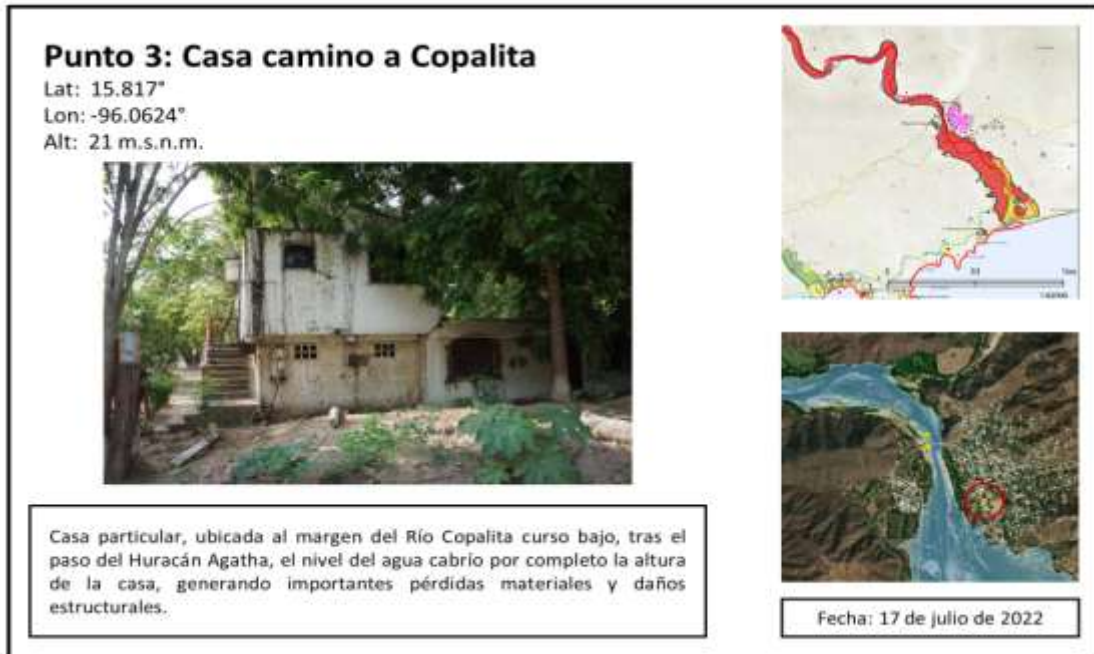 Punto 3: Casa camino a Copalita
Lat: 15.817°
Lon: -96.0624°
Alt: 21 m.s.n.m.
Casa particular, ubicada al margen del Río Copalita curso bajo, tras el
paso del Huracán Agatha, el nivel del agua cabrío por completo la altura
de la casa, generando importantes pérdidas materiales y daños
estructurales.
Fecha: 17 de julio de 2022